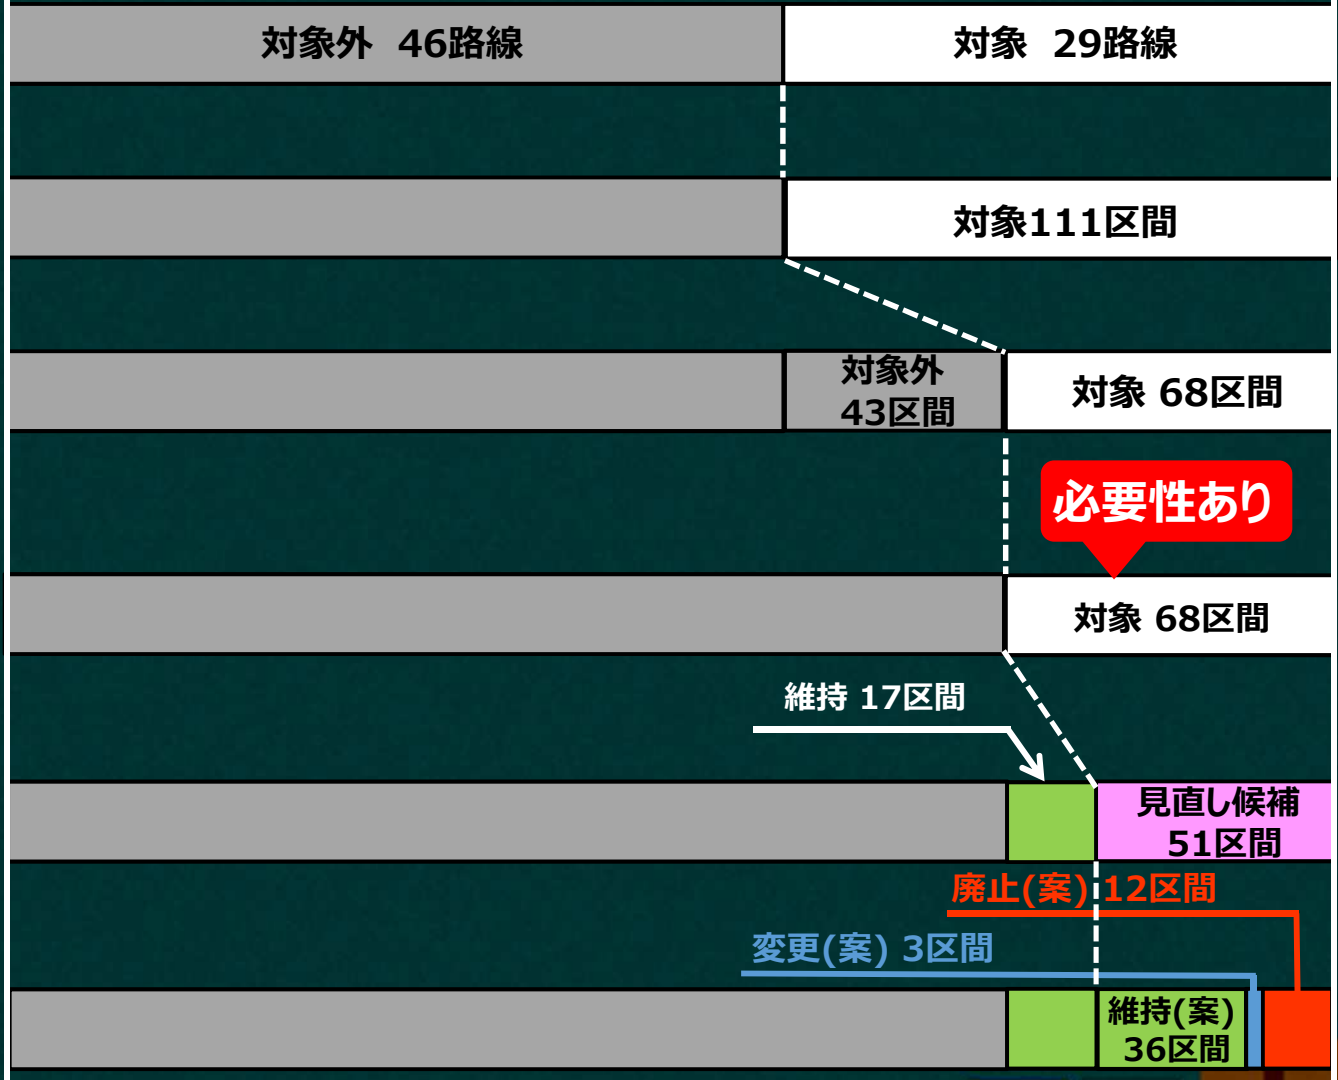 対象外 46路線
対象 29路線
対象111区間
対象外
43区間
対象 68区間
必要性あり
対象 68区間
維持 17区間
見直し候補
51区間
廃止(案) 12区間
変更(案) 3区間
維持(案)
36区間